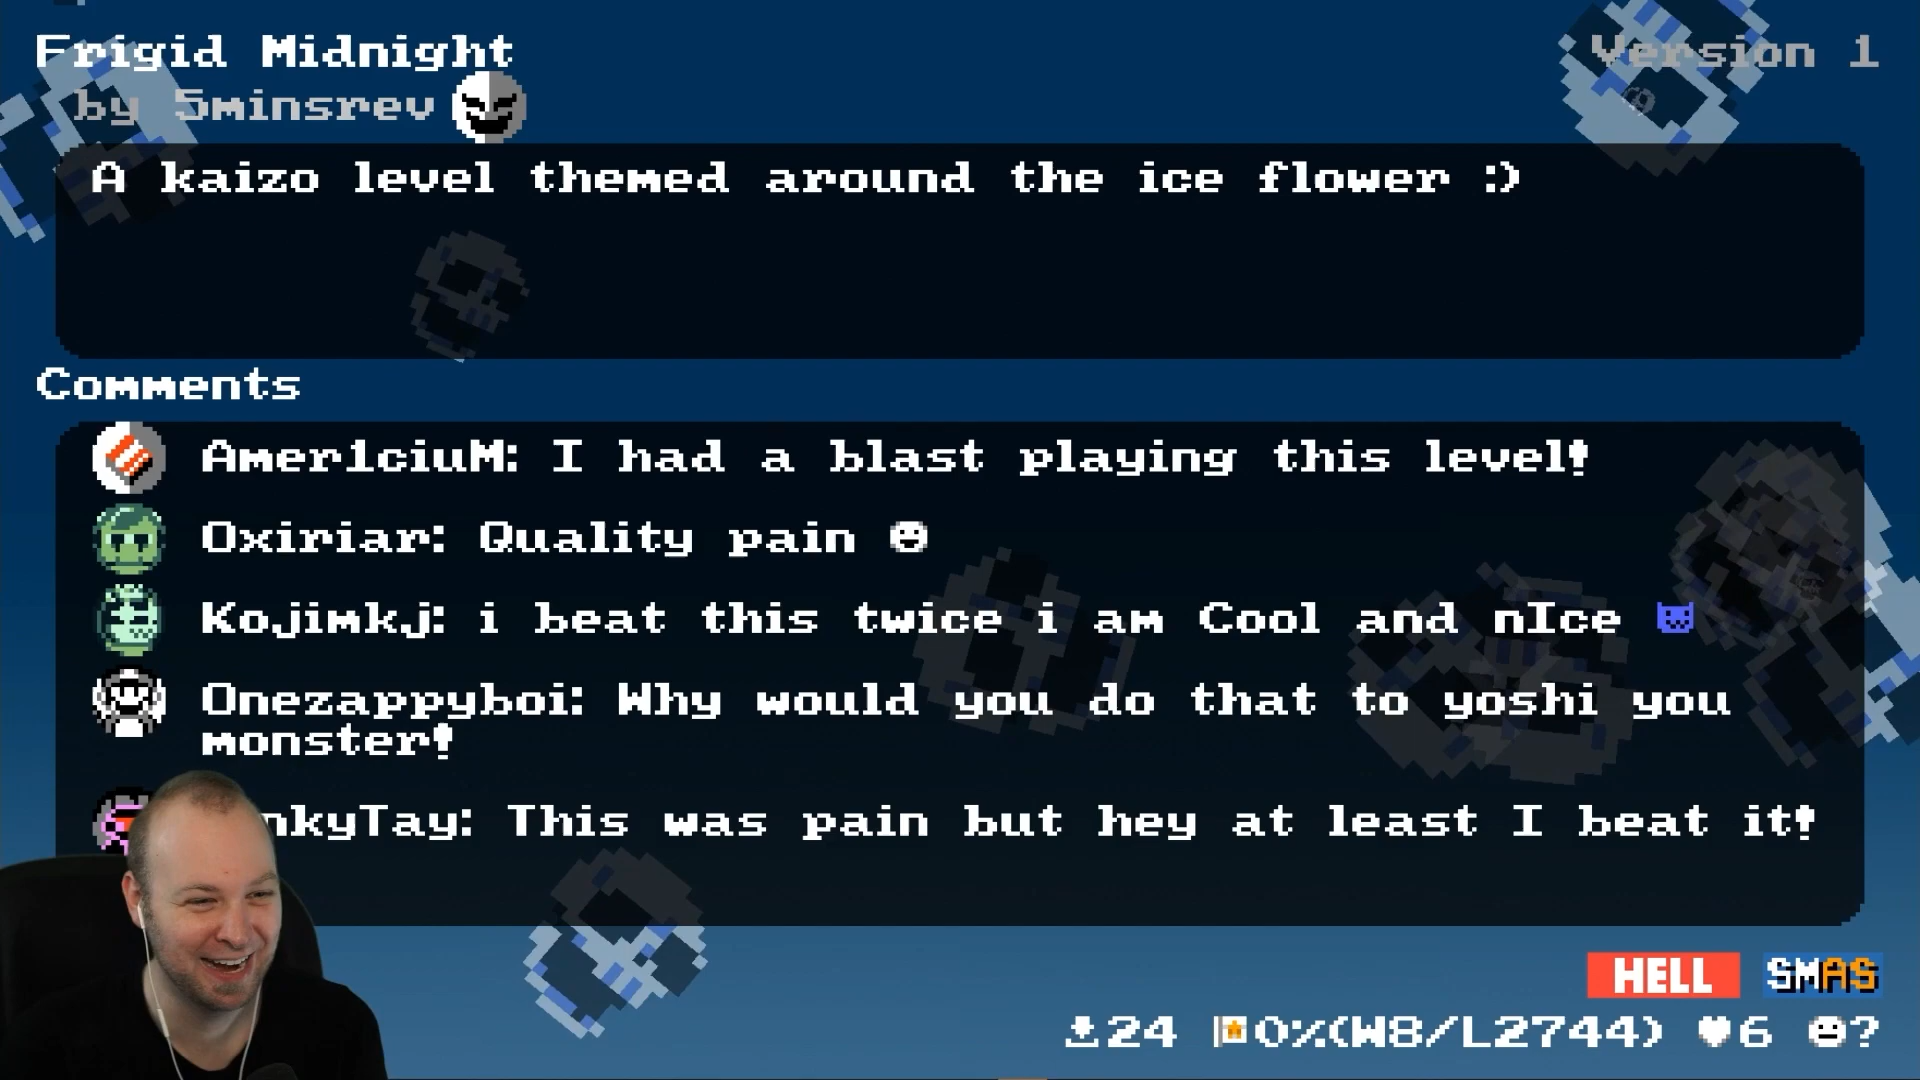 Frigid Midnight
Version 1
by 5minsrev
A kaizo level themed around the ice flower :)
Comments
Amer1ciuM: I had a blast playing this level!
Oxiriar: Quality pain
Kojimkj: i beat this twice i am Cool and nIce
Onezappyboi: Why would you do that to yoshi you
monster!
nkyTay: This was pain but hey at least I beat it!
HELL SMAS
24 0%(W8/L2744) 6 ?